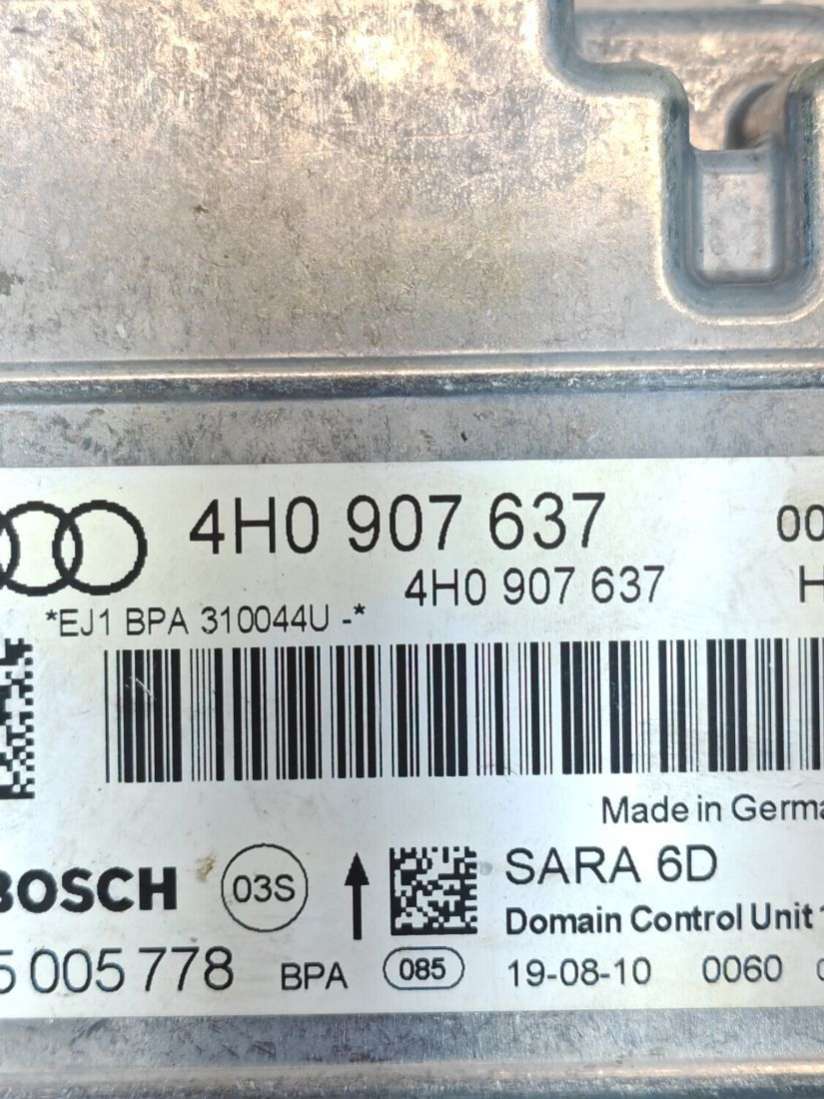 4H0 907 637 00
4H0 907 637 H
*EJ1 BPA 310044U -*
Made in Germa
BOSCH 03S SARA 6D
Domain Control Unit
5 005 778 BPA 085 19-08-10 0060